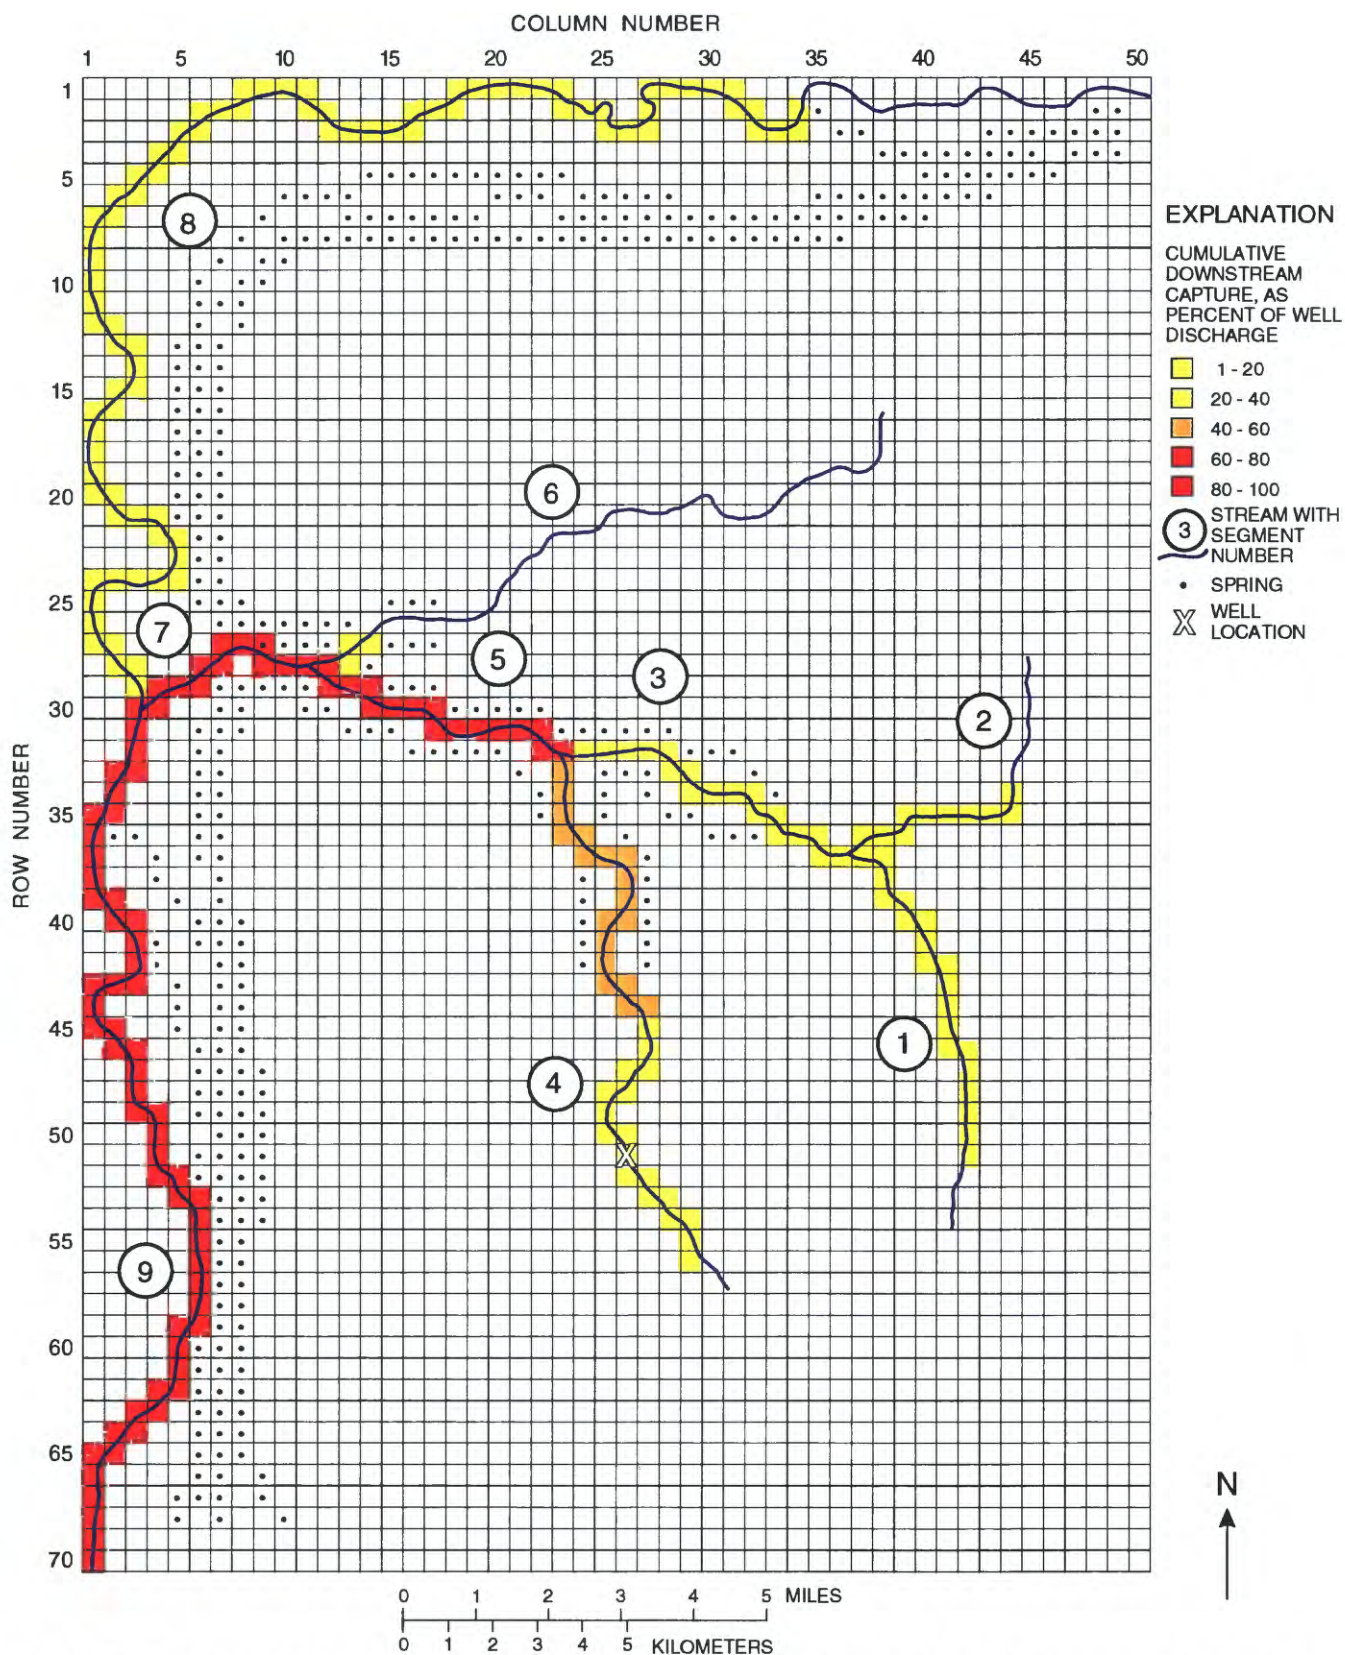 COLUMN NUMBER
1 5 10 15 20 25 30 35 40 45 50
1
5
8
10
15
20
6
25
7
5
3
2
30
35
40
45
1
4
50
X
55
9
60
65
70
ROW NUMBER
EXPLANATION
CUMULATIVE
DOWNSTREAM
CAPTURE, AS
PERCENT OF WELL
DISCHARGE
1 - 20
20 - 40
40 - 60
60 - 80
80 - 100
3 STREAM WITH
SEGMENT
NUMBER
SPRING
X WELL
LOCATION
N
0 1 2 3 4 5 MILES
0 1 2 3 4 5 KILOMETERS